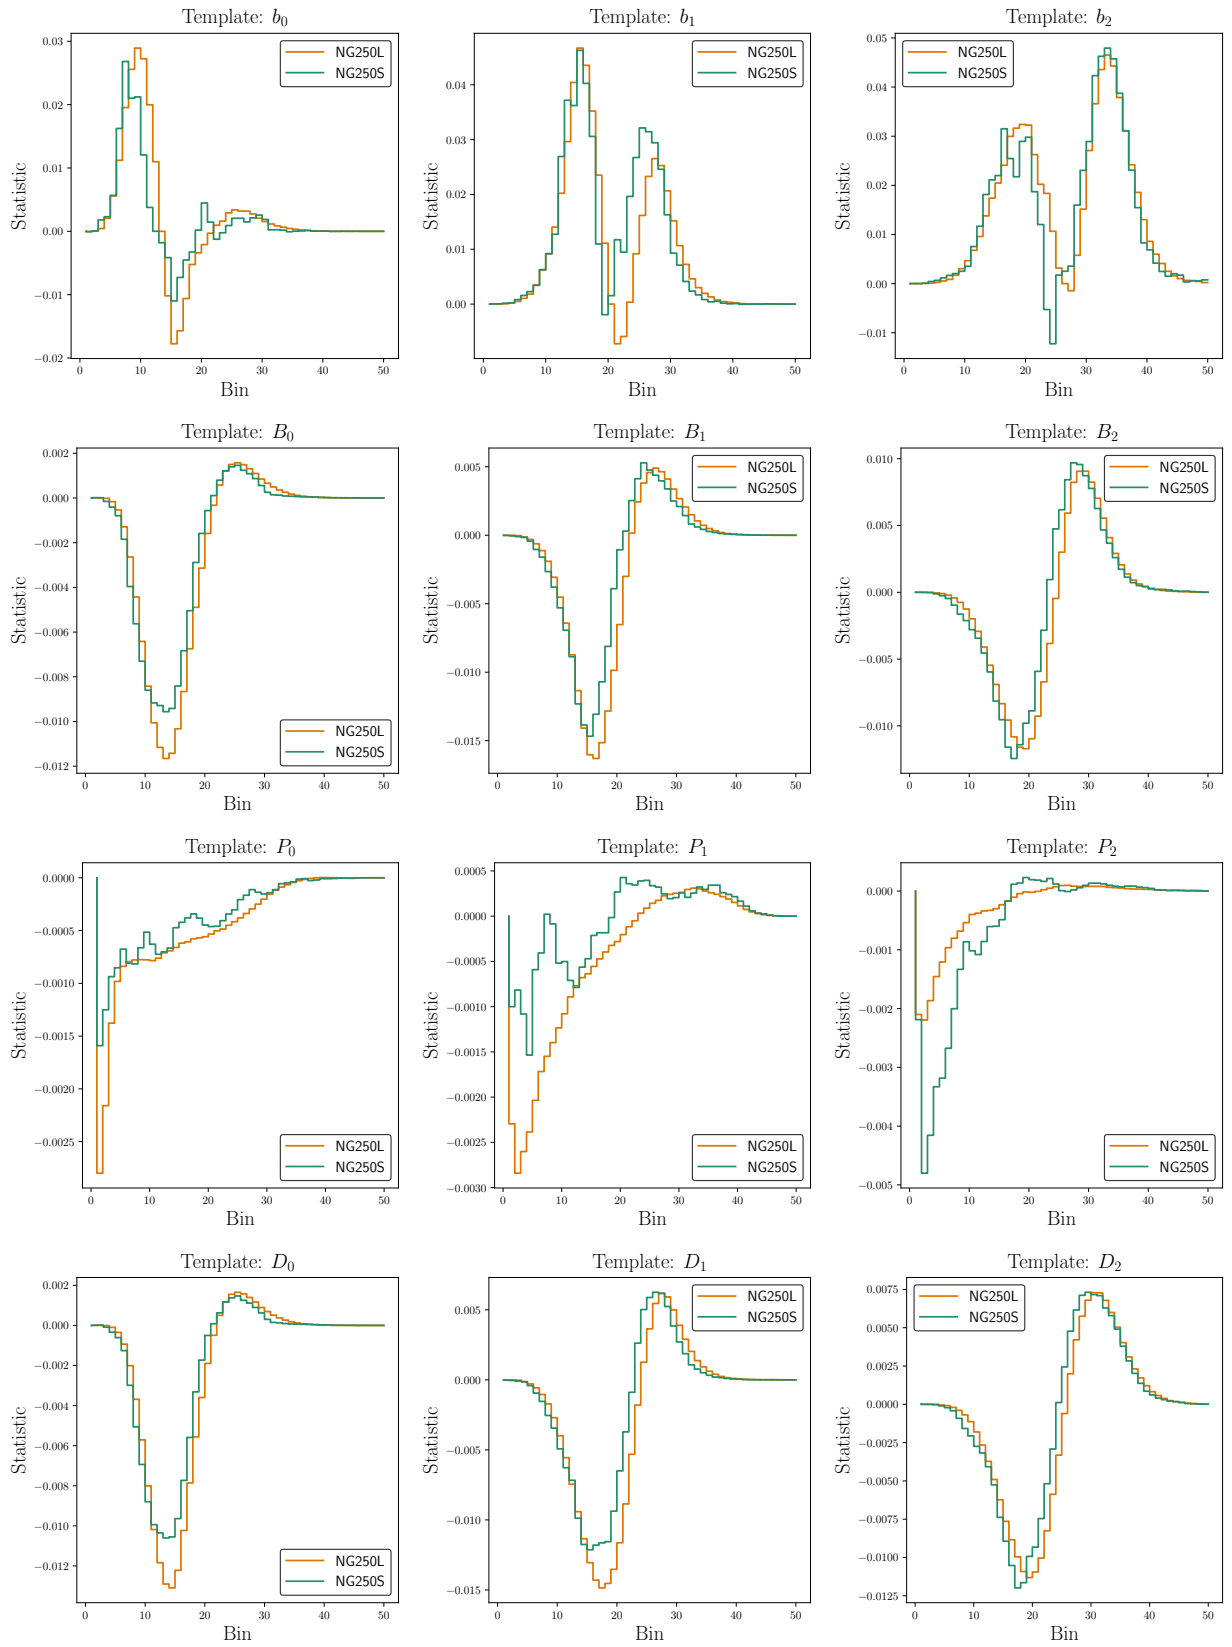 Template: b₀
Template: b₁
Template: b₂
NG250L
NG250S
NG250L
NG250S
NG250L
NG250S
Statistic
Statistic
Statistic
0.03
0.02
0.01
0.00
−0.01
−0.02
0.04
0.03
0.02
0.01
0.00
0.05
0.04
0.03
0.02
0.01
0.00
−0.01
0 10 20 30 40 50
0 10 20 30 40 50
0 10 20 30 40 50
Bin
Bin
Bin
Template: B₀
Template: B₁
Template: B₂
NG250L
NG250S
NG250L
NG250S
NG250L
NG250S
Statistic
Statistic
Statistic
0.002
0.000
−0.002
−0.004
−0.006
−0.008
−0.010
−0.012
0.005
0.000
−0.005
−0.010
−0.015
0.010
0.005
0.000
−0.005
−0.010
0 10 20 30 40 50
0 10 20 30 40 50
0 10 20 30 40 50
Bin
Bin
Bin
Template: P₀
Template: P₁
Template: P₂
NG250L
NG250S
NG250L
NG250S
NG250L
NG250S
Statistic
Statistic
Statistic
0.0000
−0.0005
−0.0010
−0.0015
−0.0020
−0.0025
0.0005
0.0000
−0.0005
−0.0010
−0.0015
−0.0020
−0.0025
−0.0030
0.000
−0.001
−0.002
−0.003
−0.004
−0.005
0 10 20 30 40 50
0 10 20 30 40 50
0 10 20 30 40 50
Bin
Bin
Bin
Template: D₀
Template: D₁
Template: D₂
NG250L
NG250S
NG250L
NG250S
NG250L
NG250S
Statistic
Statistic
Statistic
0.002
0.000
−0.002
−0.004
−0.006
−0.008
−0.010
−0.012
0.005
0.000
−0.005
−0.010
−0.015
0.0075
0.0050
0.0025
0.0000
−0.0025
−0.0050
−0.0075
−0.0100
−0.0125
0 10 20 30 40 50
0 10 20 30 40 50
0 10 20 30 40 50
Bin
Bin
Bin